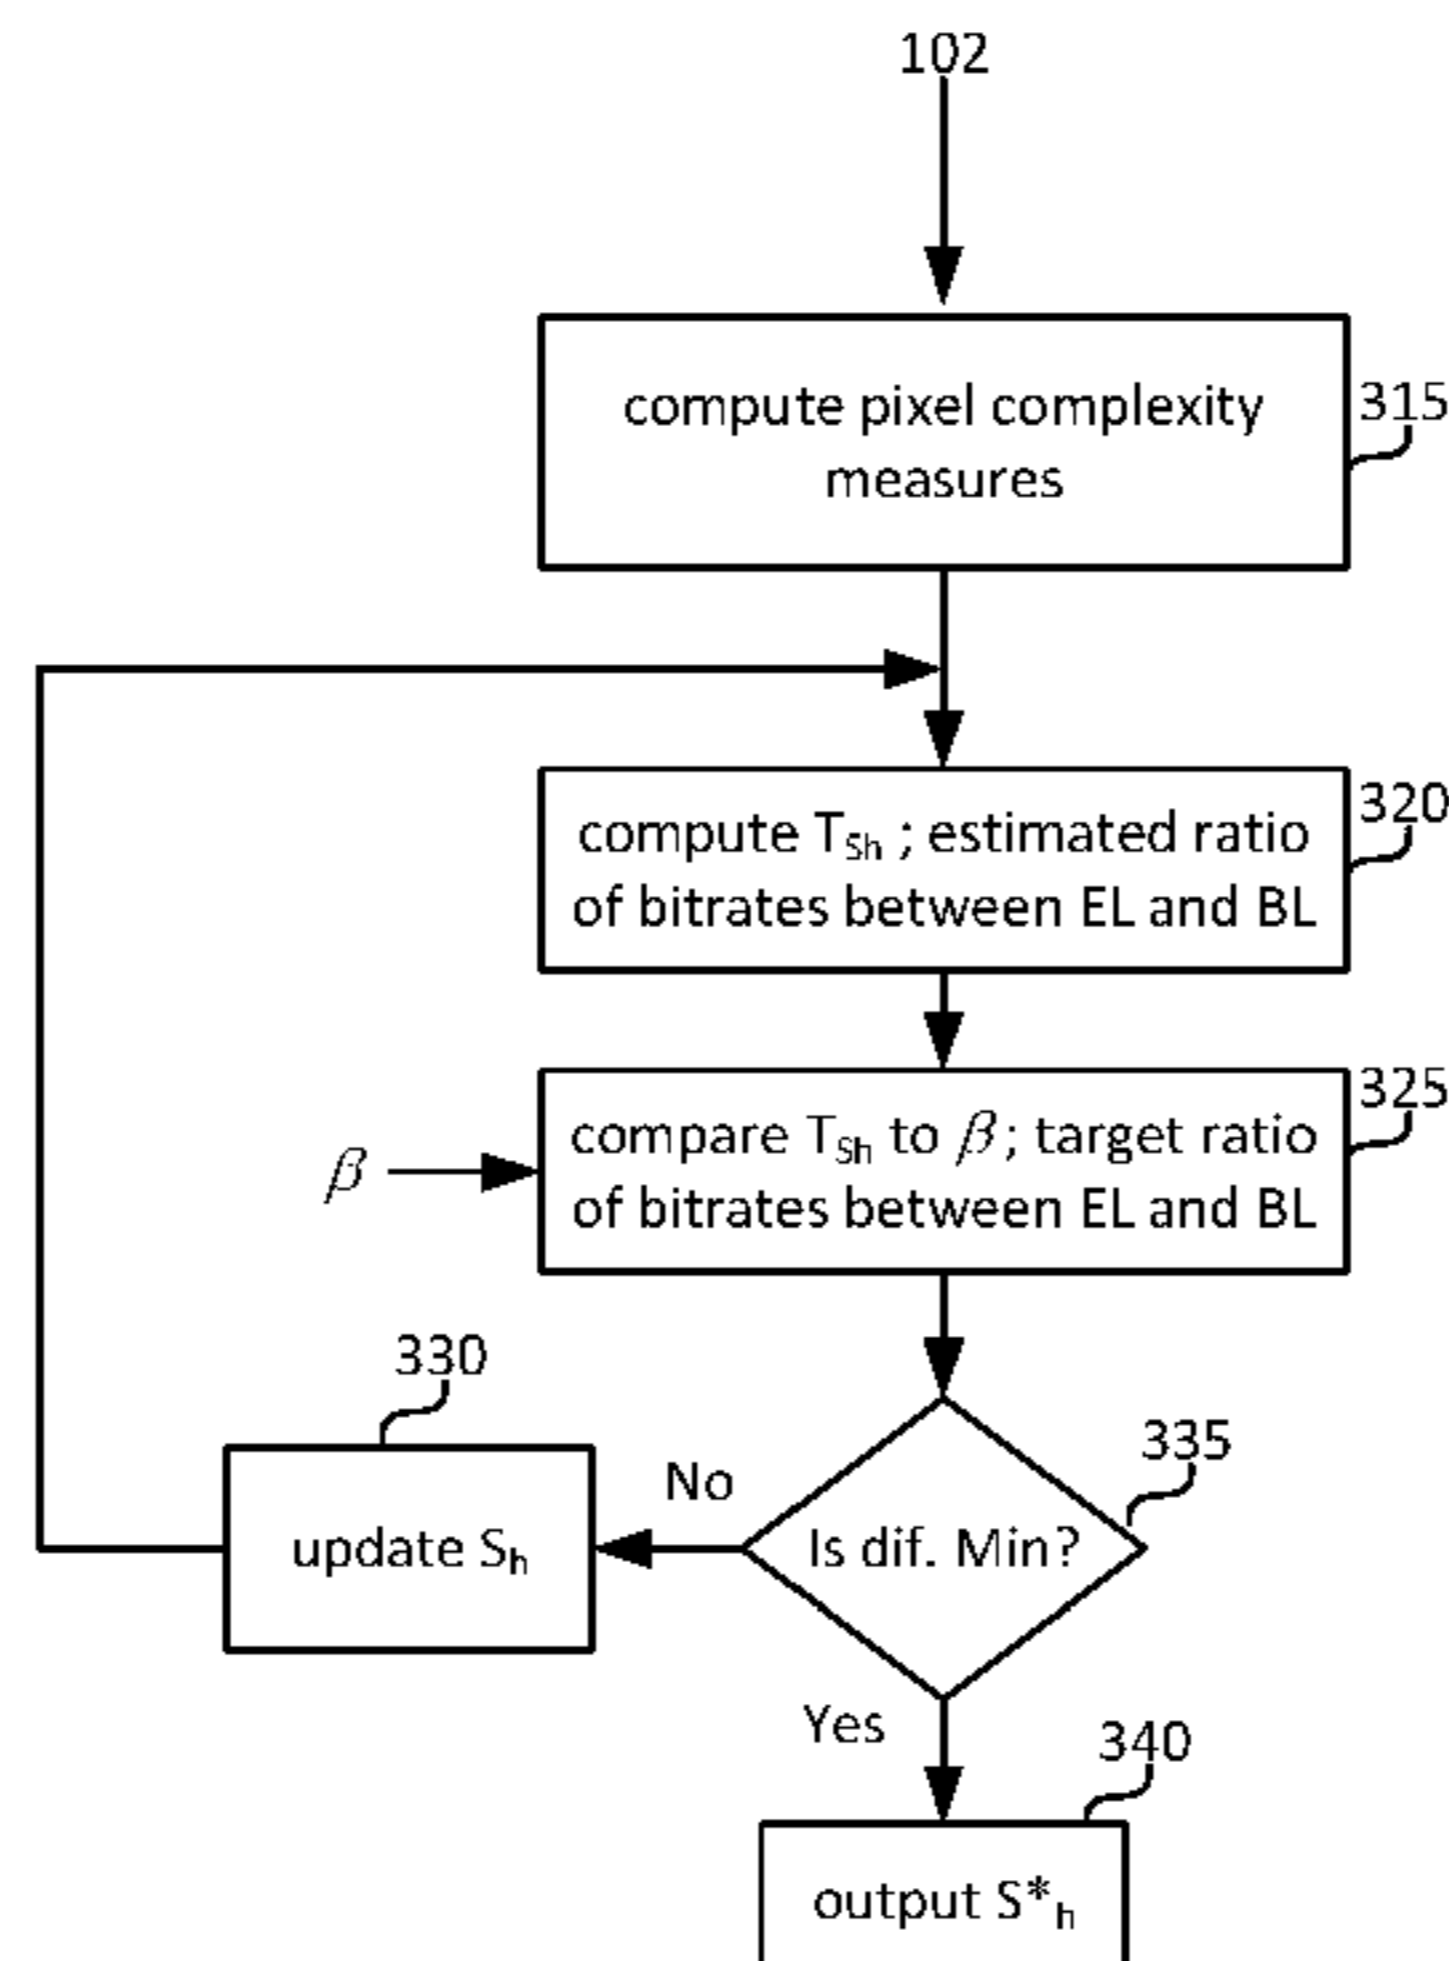 102
compute pixel complexity
measures
315
compute T_Sh ; estimated ratio
of bitrates between EL and BL
320
compare T_Sh to β; target ratio
of bitrates between EL and BL
325
β
330
update S_h
No
Is dif. Min?
335
Yes
340
output S*_h